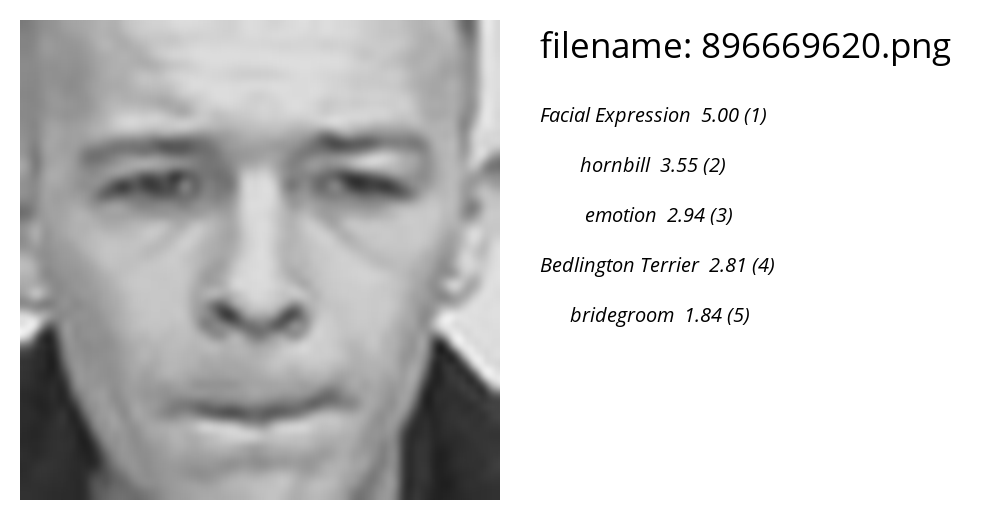 filename: 896669620.png
Facial Expression 5.00 (1)
hornbill 3.55 (2)
emotion 2.94 (3)
Bedlington Terrier 2.81 (4)
bridegroom 1.84 (5)